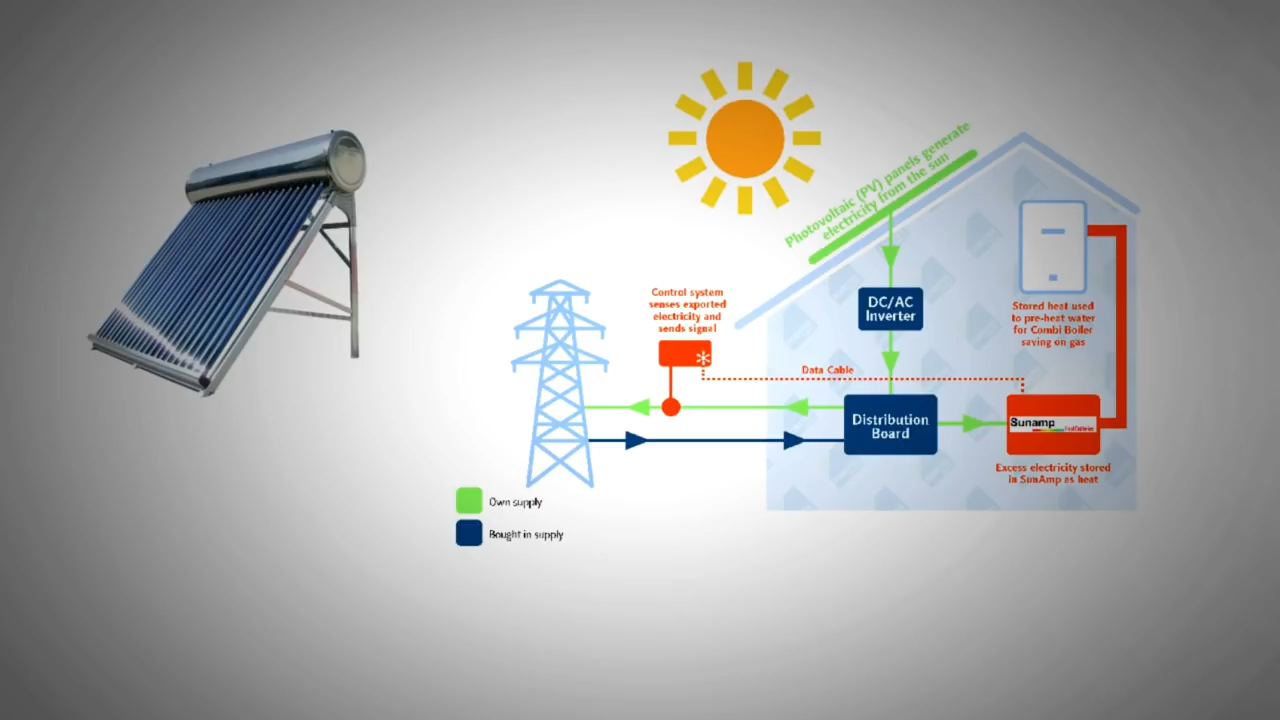 Photovoltaic (PV) panels generate
electricity from the sun
Control system
senses exported
electricity and
sends signal
DC/AC
Inverter
Stored heat used
to pre-heat water
for Combi Boiler
saving on gas
Data Cable
Distribution
Board
Sunamp
Excess electricity stored
in SunAmp as heat
Own supply
Bought in supply